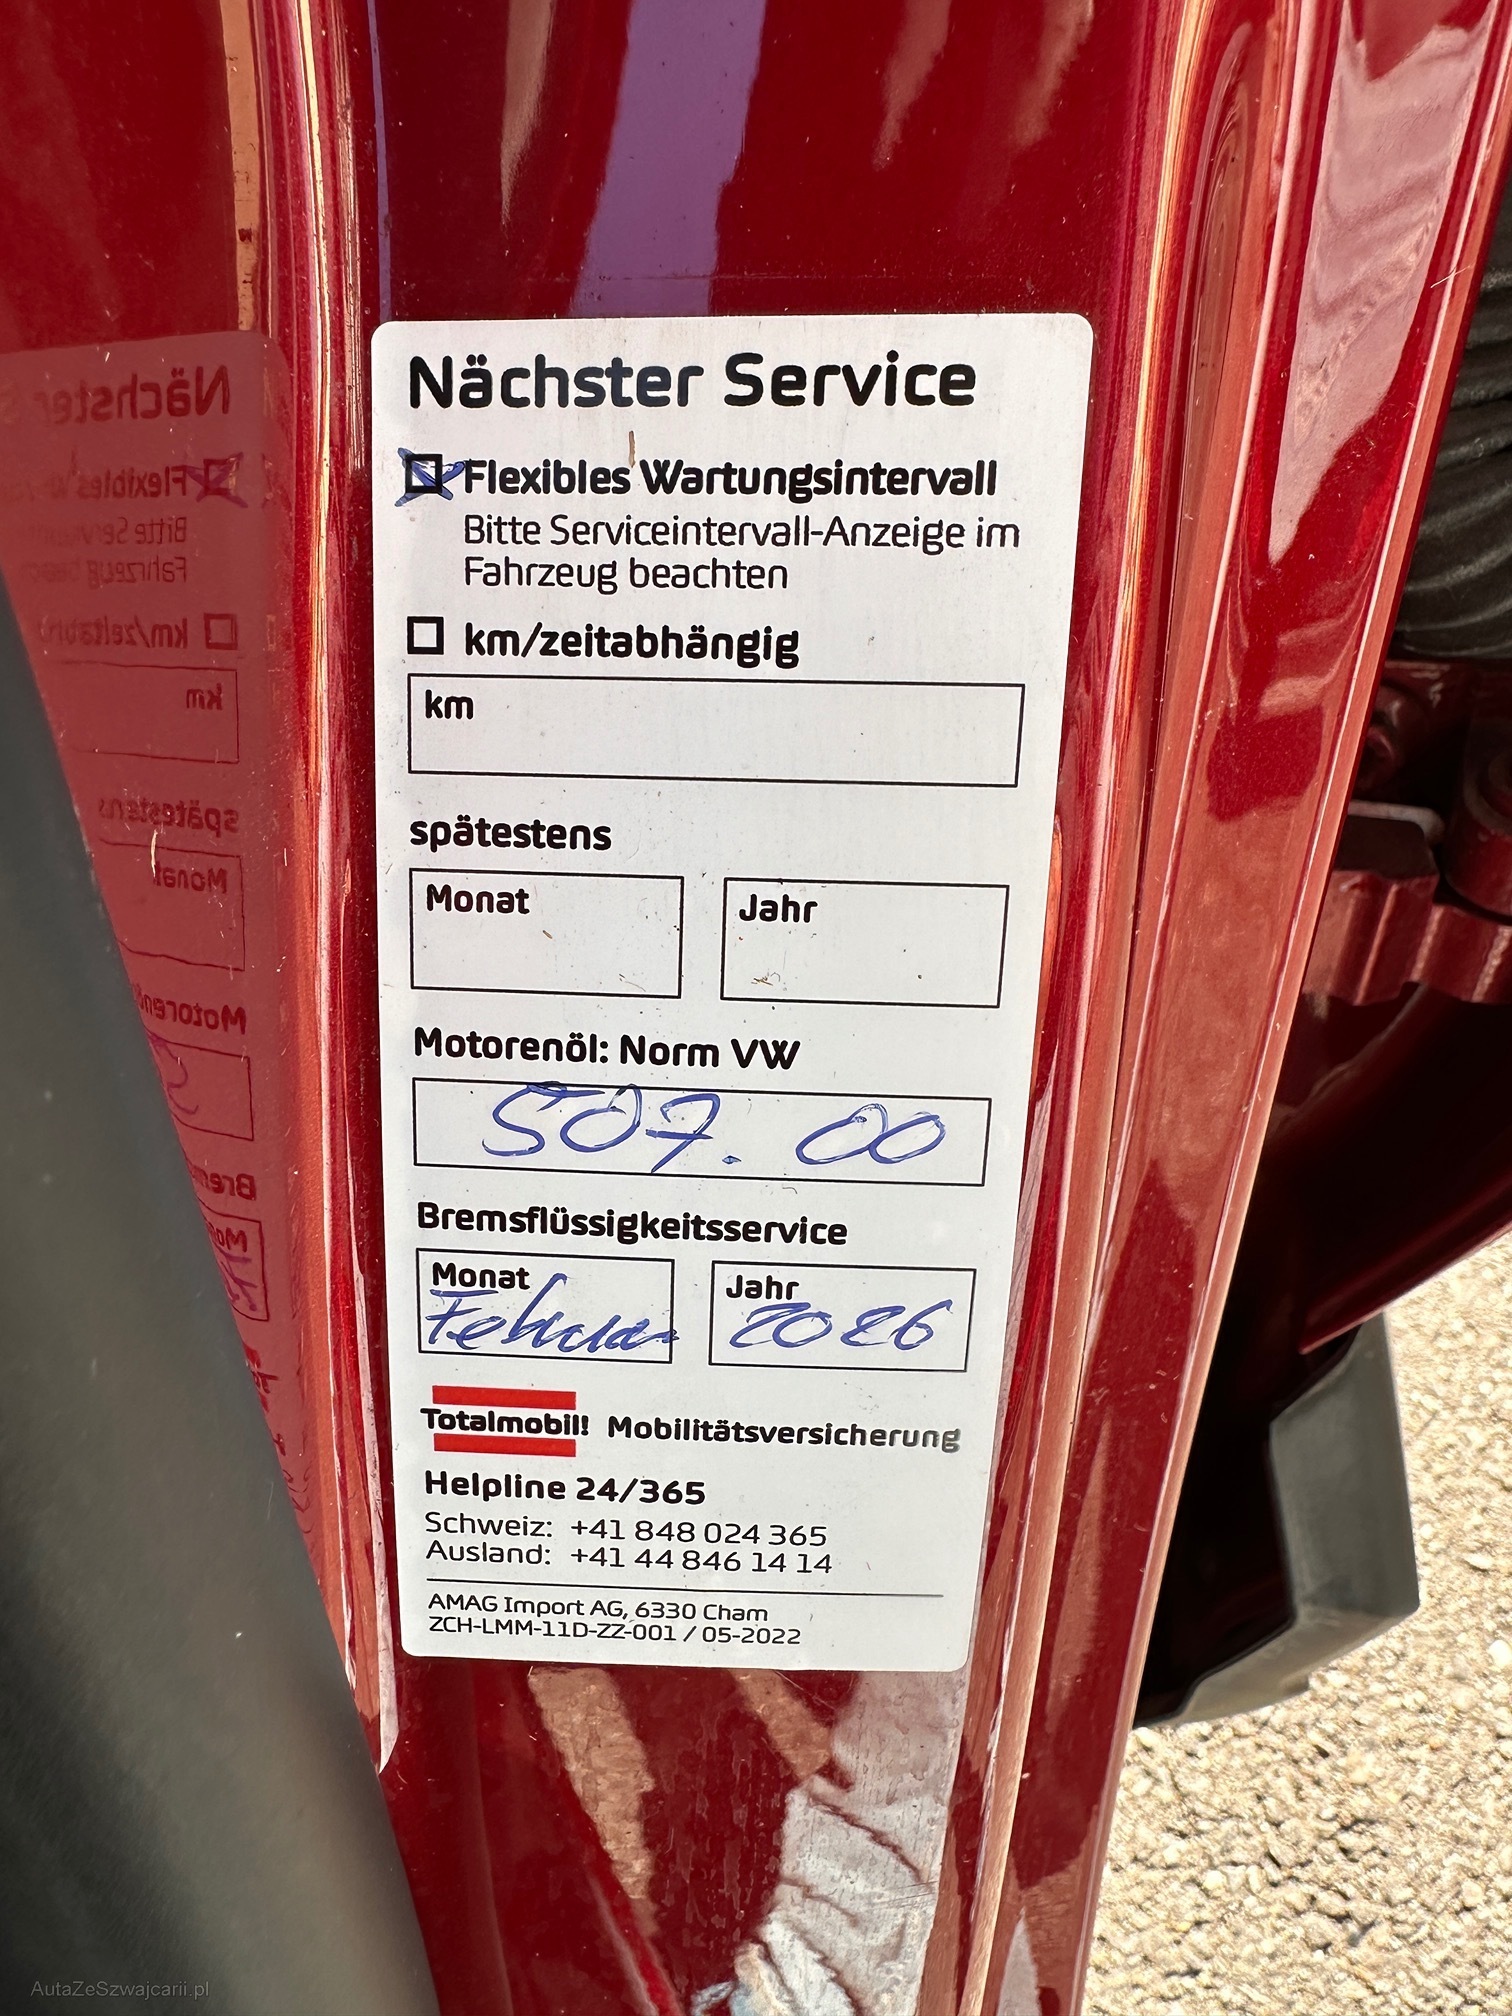 Nächster Service
Flexibles Wartungsintervall
Bitte Serviceintervall-Anzeige im
Fahrzeug beachten
km/zeitabhängig
km
spätestens
Monat Jahr
Motorenöl: Norm VW
507.00
Bremsflüssigkeitsservice
Monat Jahr
Februar 2026
Totalmobil! Mobilitätsversicherung
Helpline 24/365
Schweiz: +41 848 024 365
Ausland: +41 44 846 14 14
AMAG Import AG, 6330 Cham
ZCH-LMM-11D-ZZ-001 / 05-2022
AutaZeSzwajcarii.pl